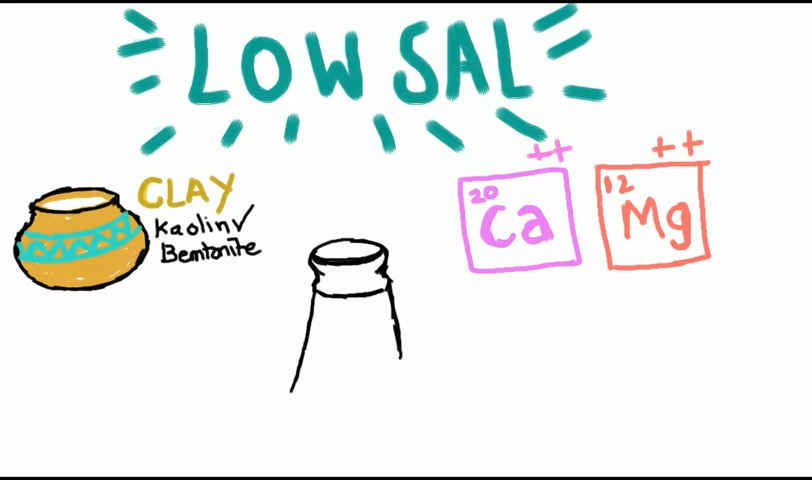 LOW SAL
CLAY
Kaolin✓
Bentonite
++
20
Ca
++
12
Mg